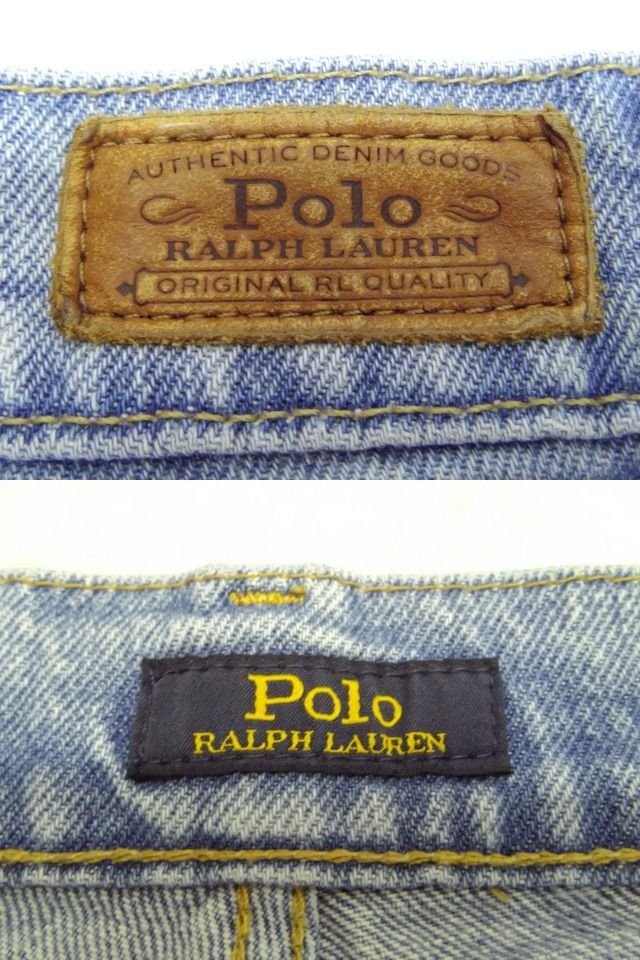 AUTHENTIC DENIM GOODS
Polo
RALPH LAUREN
ORIGINAL RL QUALITY
Polo
RALPH LAUREN